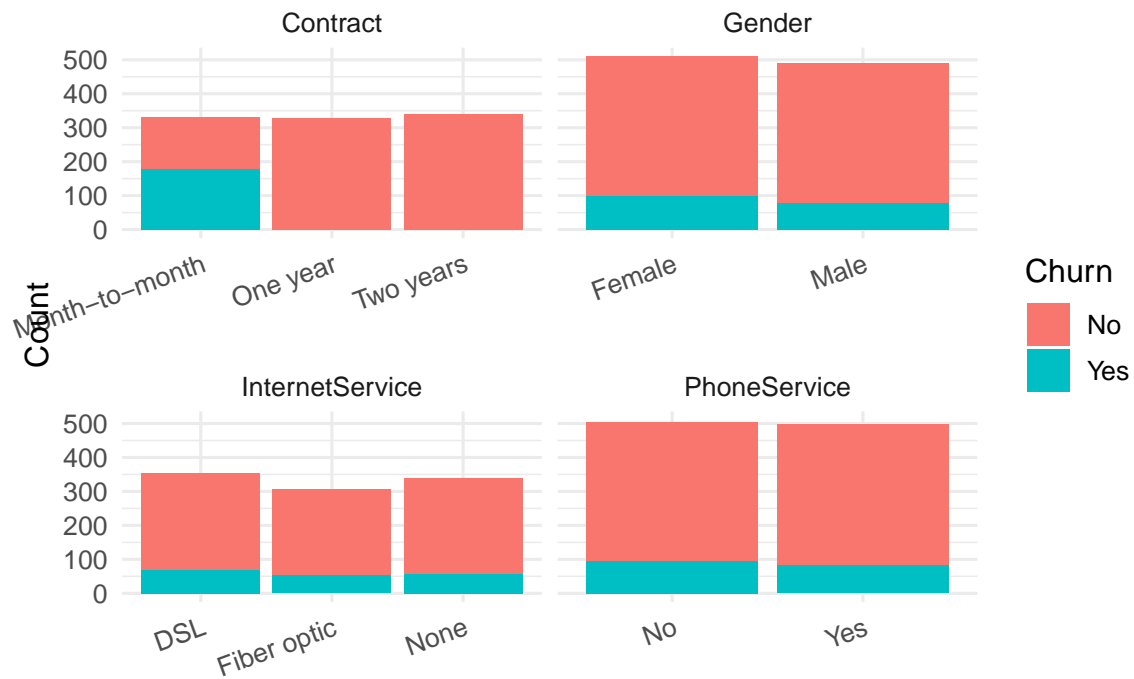 Contract
Gender
500
400
300
200
100
0
Month−to−month
One year
Two years
Female
Male
Count
InternetService
PhoneService
500
400
300
200
100
0
DSL
Fiber optic
None
No
Yes
Churn
No
Yes